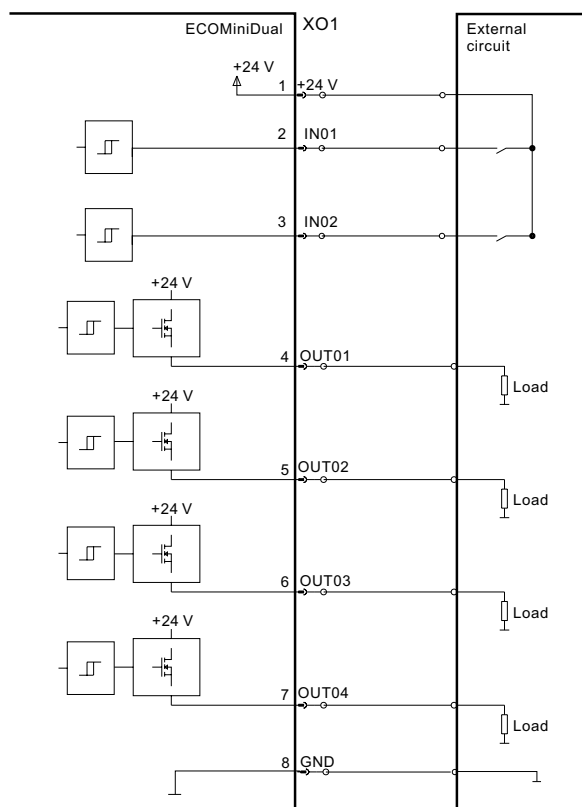 ECOMiniDual
XO1
External
circuit
+24 V
1
+24 V
2
IN01
3
IN02
+24 V
4
OUT01
Load
+24 V
5
OUT02
Load
+24 V
6
OUT03
Load
+24 V
7
OUT04
Load
8
GND